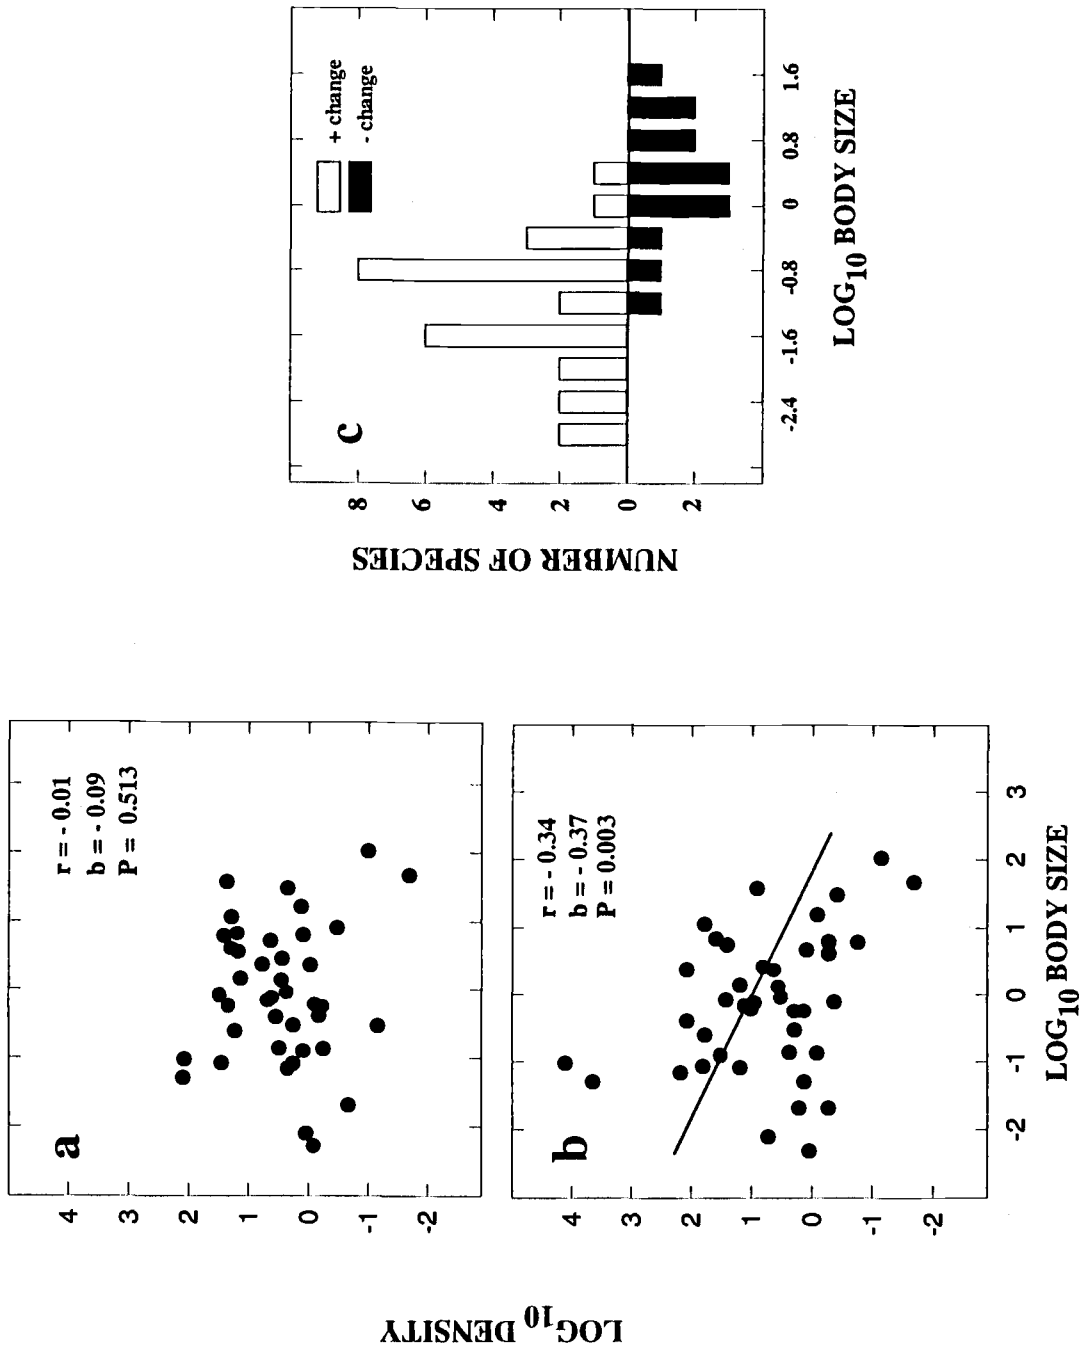 a
r = - 0.01
b = - 0.09
P = 0.513
4
3
2
1
0
-1
-2
b
r = - 0.34
b = - 0.37
P = 0.003
4
3
2
1
0
-1
-2
-2 -1 0 1 2 3
LOG10 BODY SIZE
LOG10 DENSITY
c
+ change
- change
8
6
4
2
0
2
-2.4 -1.6 -0.8 0 0.8 1.6
LOG10 BODY SIZE
NUMBER OF SPECIES